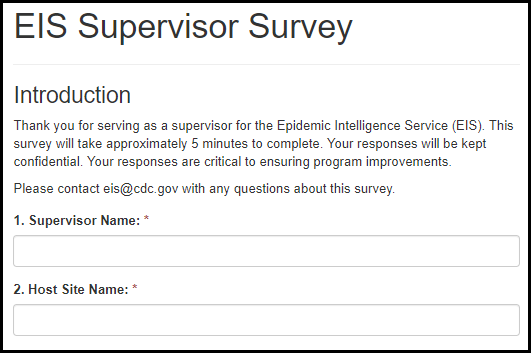 EIS Supervisor Survey
Introduction
Thank you for serving as a supervisor for the Epidemic Intelligence Service (EIS). This
survey will take approximately 5 minutes to complete. Your responses will be kept
confidential. Your responses are critical to ensuring program improvements.
Please contact eis@cdc.gov with any questions about this survey.
1. Supervisor Name: *
2. Host Site Name: *